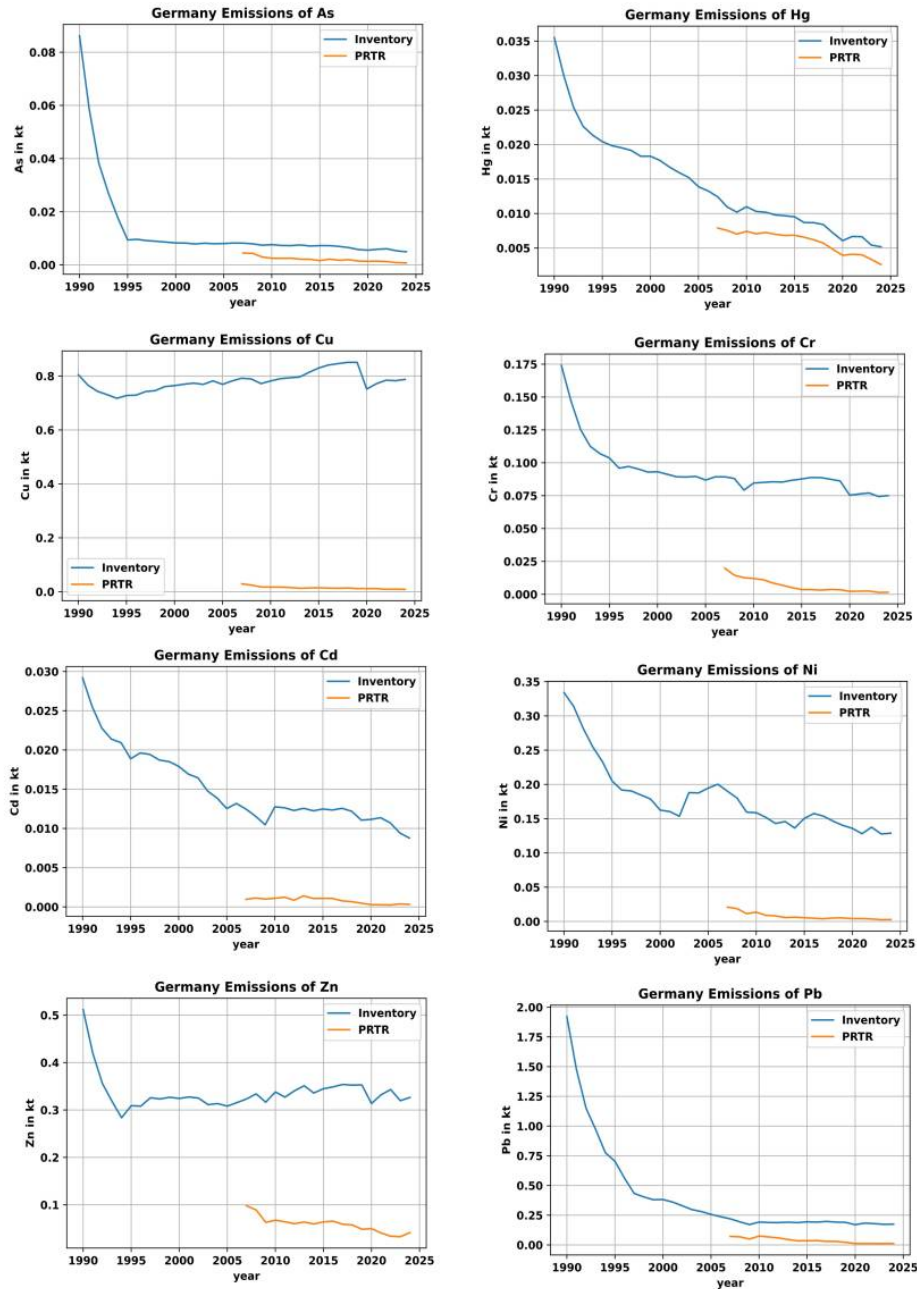 Germany Emissions of As
Inventory
PRTR
As in kt
0.08
0.06
0.04
0.02
0.00
1990 1995 2000 2005 2010 2015 2020 2025
year
Germany Emissions of Hg
Inventory
PRTR
Hg in kt
0.035
0.030
0.025
0.020
0.015
0.010
0.005
1990 1995 2000 2005 2010 2015 2020 2025
year
Germany Emissions of Cu
Cu in kt
0.8
0.6
0.4
0.2
0.0
Inventory
PRTR
1990 1995 2000 2005 2010 2015 2020 2025
year
Germany Emissions of Cr
Inventory
PRTR
Cr in kt
0.175
0.150
0.125
0.100
0.075
0.050
0.025
0.000
1990 1995 2000 2005 2010 2015 2020 2025
year
Germany Emissions of Cd
Inventory
PRTR
Cd in kt
0.030
0.025
0.020
0.015
0.010
0.005
0.000
1990 1995 2000 2005 2010 2015 2020 2025
year
Germany Emissions of Ni
Inventory
PRTR
Ni in kt
0.35
0.30
0.25
0.20
0.15
0.10
0.05
0.00
1990 1995 2000 2005 2010 2015 2020 2025
year
Germany Emissions of Zn
Inventory
PRTR
Zn in kt
0.5
0.4
0.3
0.2
0.1
1990 1995 2000 2005 2010 2015 2020 2025
year
Germany Emissions of Pb
Inventory
PRTR
Pb in kt
2.00
1.75
1.50
1.25
1.00
0.75
0.50
0.25
0.00
1990 1995 2000 2005 2010 2015 2020 2025
year